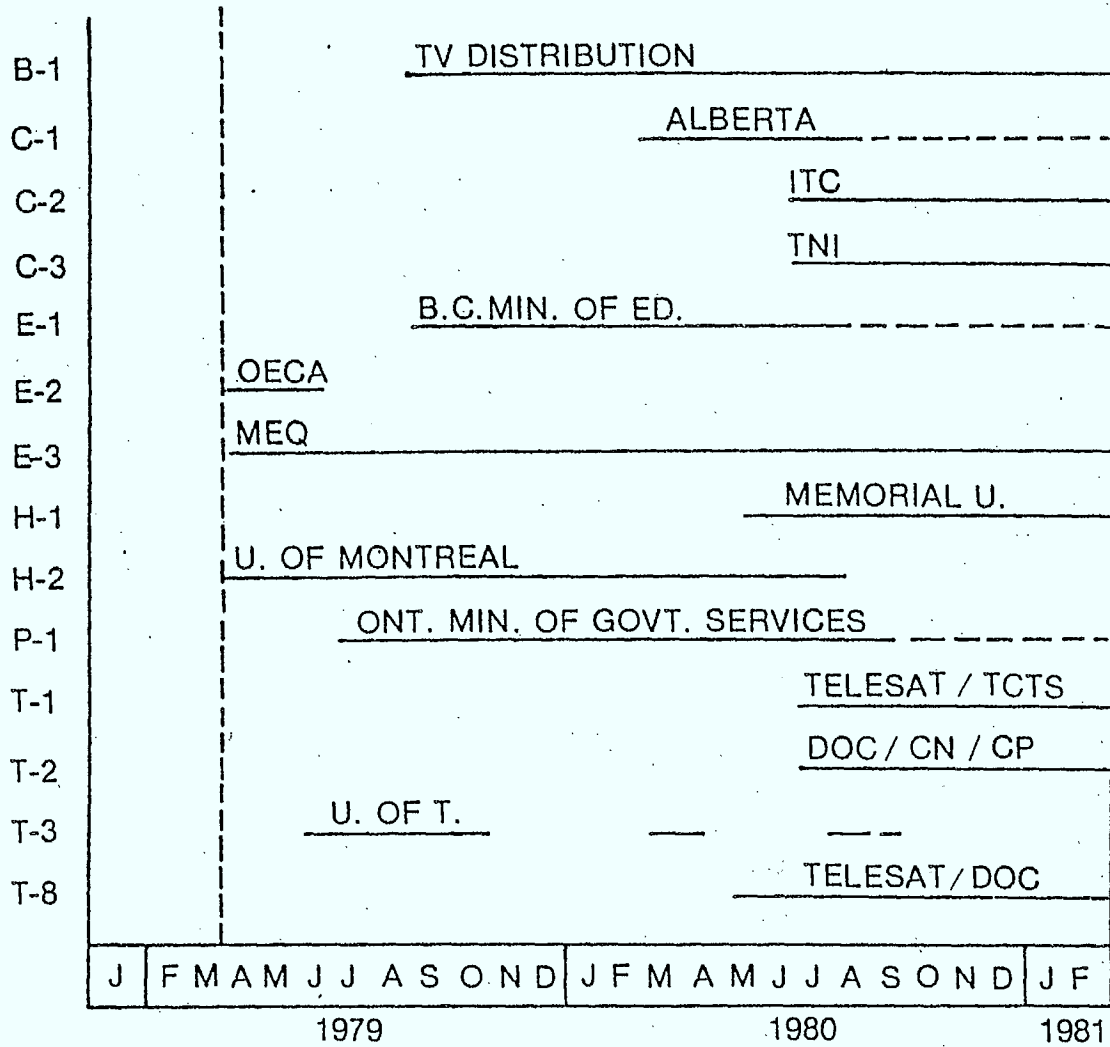 B-1 TV DISTRIBUTION
C-1 ALBERTA
C-2 ITC
C-3 TNI
E-1 B.C.MIN. OF ED.
E-2 OECA
E-3 MEQ
H-1 MEMORIAL U.
H-2 U. OF MONTREAL
P-1 ONT. MIN. OF GOVT. SERVICES
T-1 TELESAT / TCTS
T-2 DOC / CN / CP
T-3 U. OF T.
T-8 TELESAT / DOC
J F M A M J J A S O N D J F M A M J J A S O N D J F
1979 1980 1981